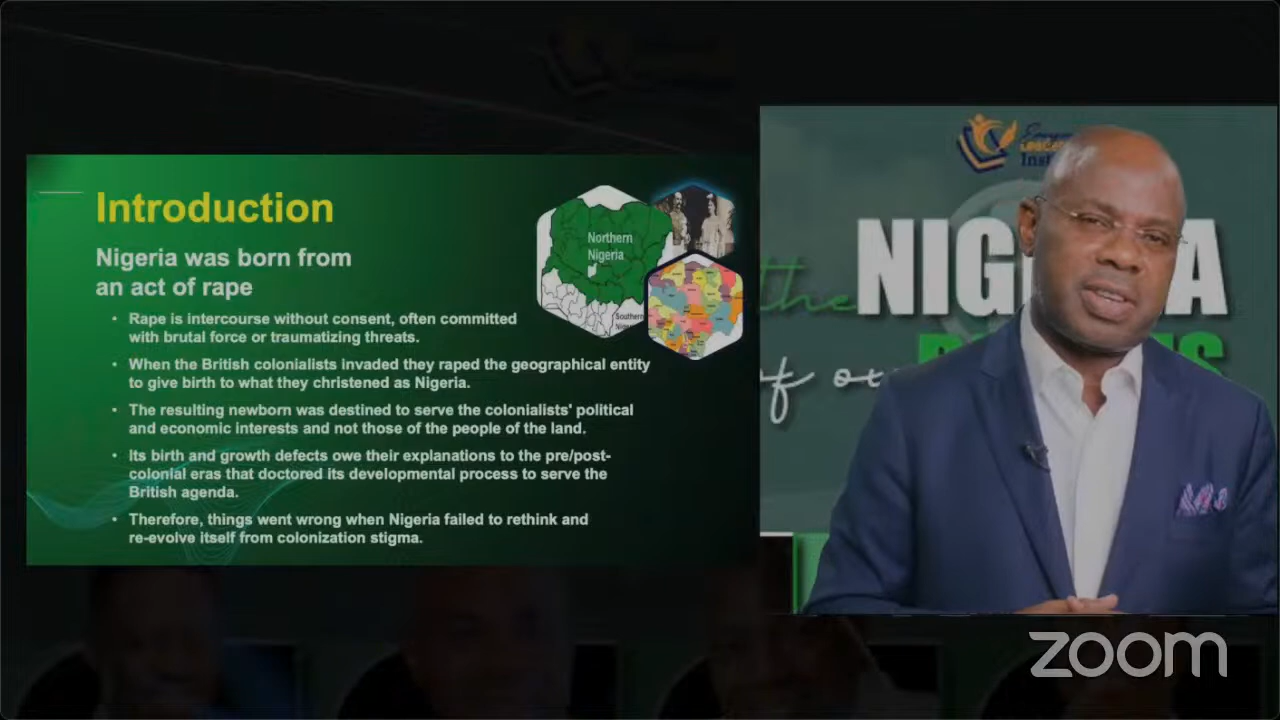 Introduction
Nigeria was born from
an act of rape
• Rape is intercourse without consent, often committed
with brutal force or traumatizing threats.
• When the British colonialists invaded they raped the geographical entity
to give birth to what they christened as Nigeria.
• The resulting newborn was destined to serve the colonialists' political
and economic interests and not those of the people of the land.
• Its birth and growth defects owe their explanations to the pre/post-
colonial eras that doctored its developmental process to serve the
British agenda.
• Therefore, things went wrong when Nigeria failed to rethink and
re-evolve itself from colonization stigma.
Northern
Nigeria
Southern
the
NIG
A
of
zoom